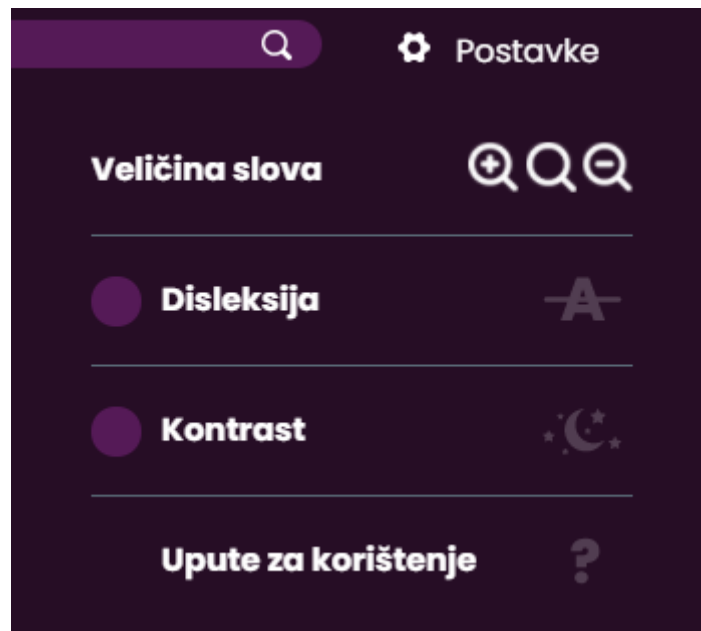 Postavke
Veličina slova
Disleksija
A
Kontrast
Upute za korištenje
?